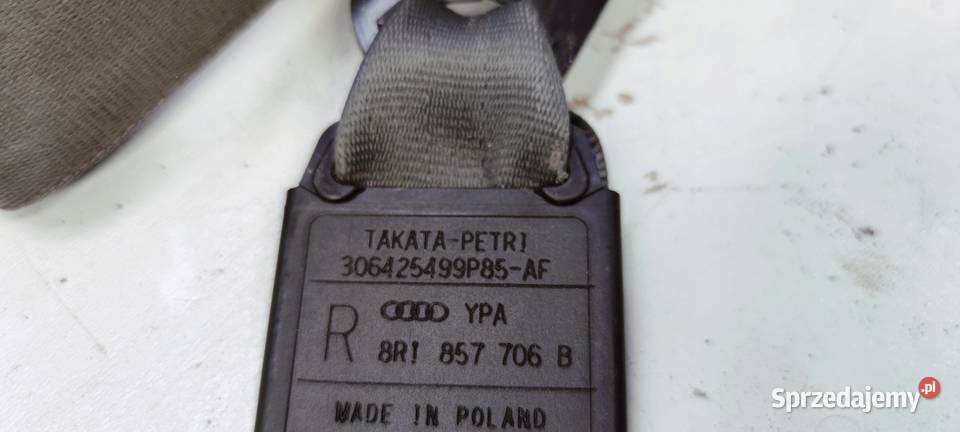 TAKATA-PETRI
306425499P85-AF
R
YPA
8R1 857 706 B
MADE IN POLAND
Sprzedajemy.pl